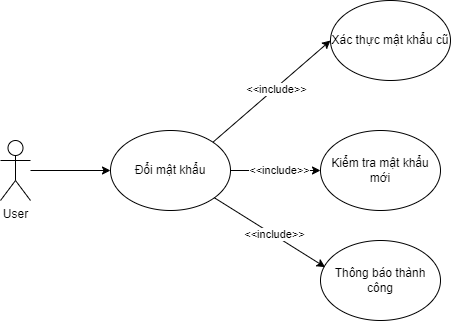 Xác thực mật khẩu cũ
<<include>>
User
Đổi mật khẩu
<<include>>
Kiểm tra mật khẩu
mới
<<include>>
Thông báo thành
công